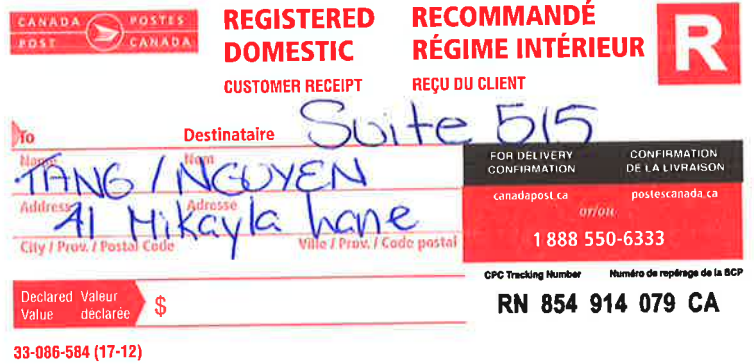 CANADA POSTES
POST CANADA
REGISTERED DOMESTIC
CUSTOMER RECEIPT
RECOMMANDÉ RÉGIME INTÉRIEUR
REÇU DU CLIENT
R
To Destinataire Suite 515
Name Nom
TANG / NGUYEN
Address Adresse
41 Mikayla Lane
City / Prov. / Postal Code Ville / Prov. / Code postal
FOR DELIVERY CONFIRMATION
CONFIRMATION DE LA LIVRAISON
canadapost.ca postescanada.ca
or/ou
1 888 550-6333
CPC Tracking Number Numéro de repérage de la SCP
RN 854 914 079 CA
Declared Value Valeur déclarée $
33-086-584 (17-12)